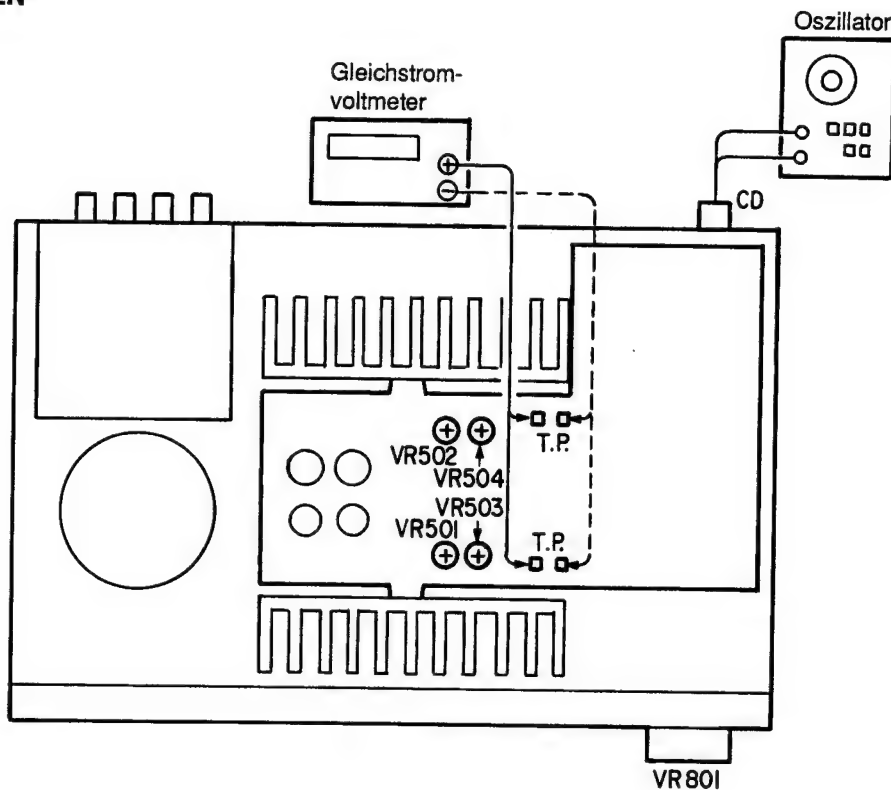 Oszillator
Gleichstrom-
voltmeter
CD
VR502
T.P.
VR504
VR503
VR501
T.P.
VR801